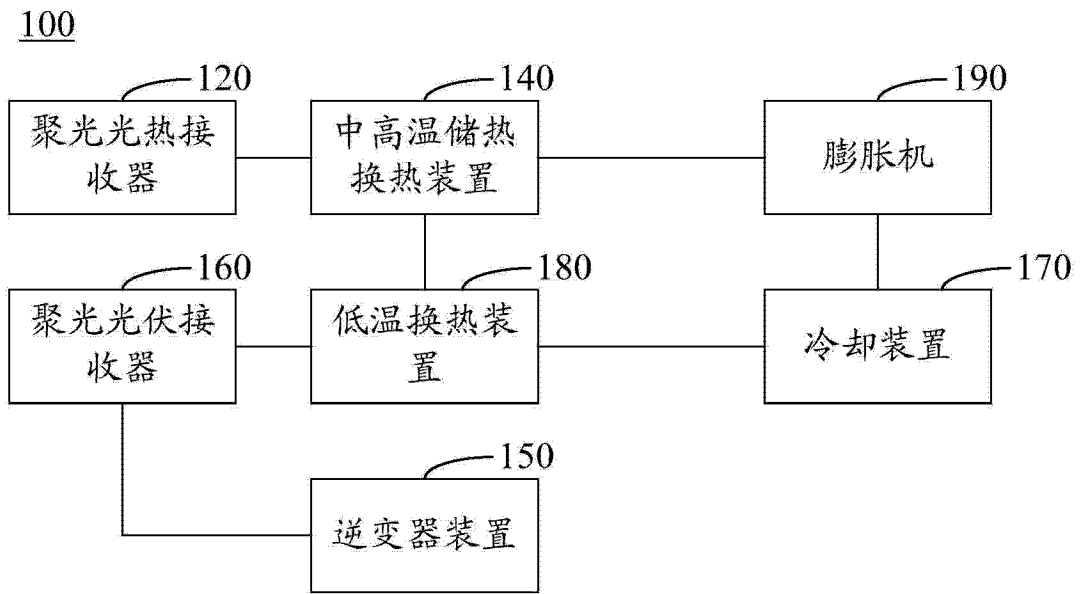 100
120
140
190
聚光光热接
收器
中高温储热
换热装置
膨胀机
160
180
170
聚光光伏接
收器
低温换热装
置
冷却装置
150
逆变器装置